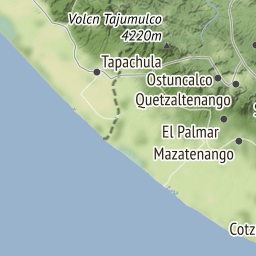 Volcn Tajumulco
4220m
Tapachula
Ostuncalco
Quetzaltenango
El Palmar
Mazatenango
Cotz